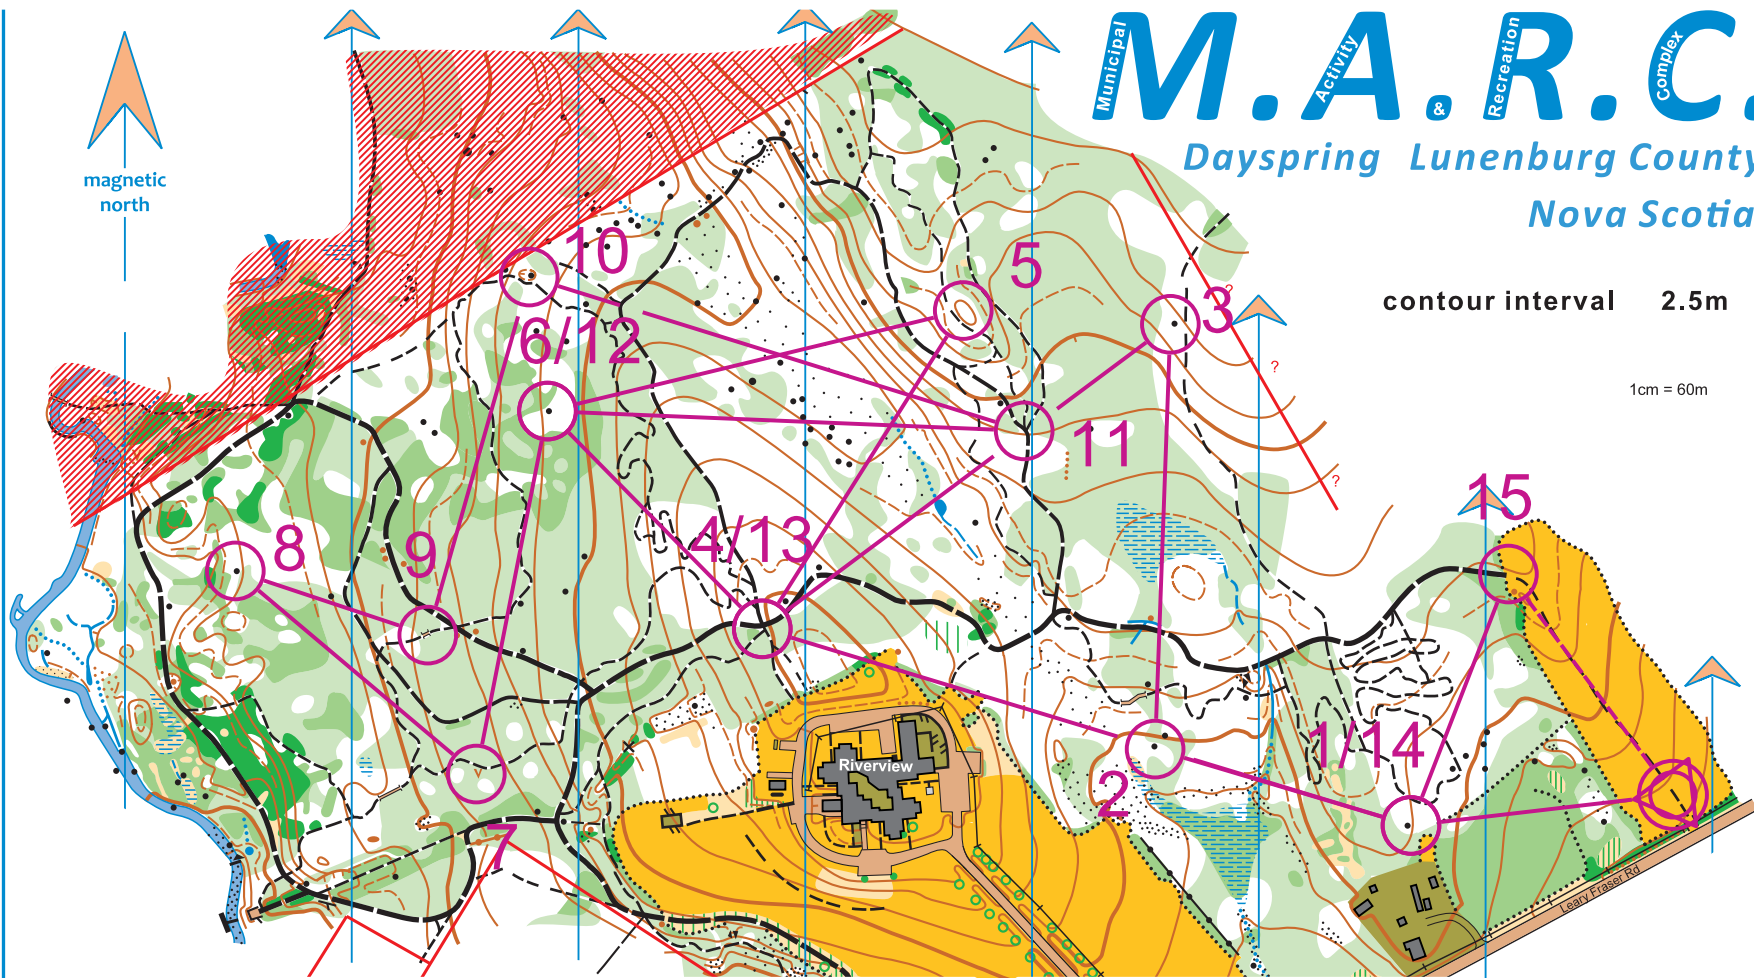 M.A.R.C.
Municipal
Activity
&
Recreation
Complex
Dayspring Lunenburg County
Nova Scotia
magnetic
north
contour interval 2.5m
1cm = 60m
10
5
3
6/12
11
15
8
9
4/13
1/14
2
7
Riverview
Leary Fraser Rd
?
?
?